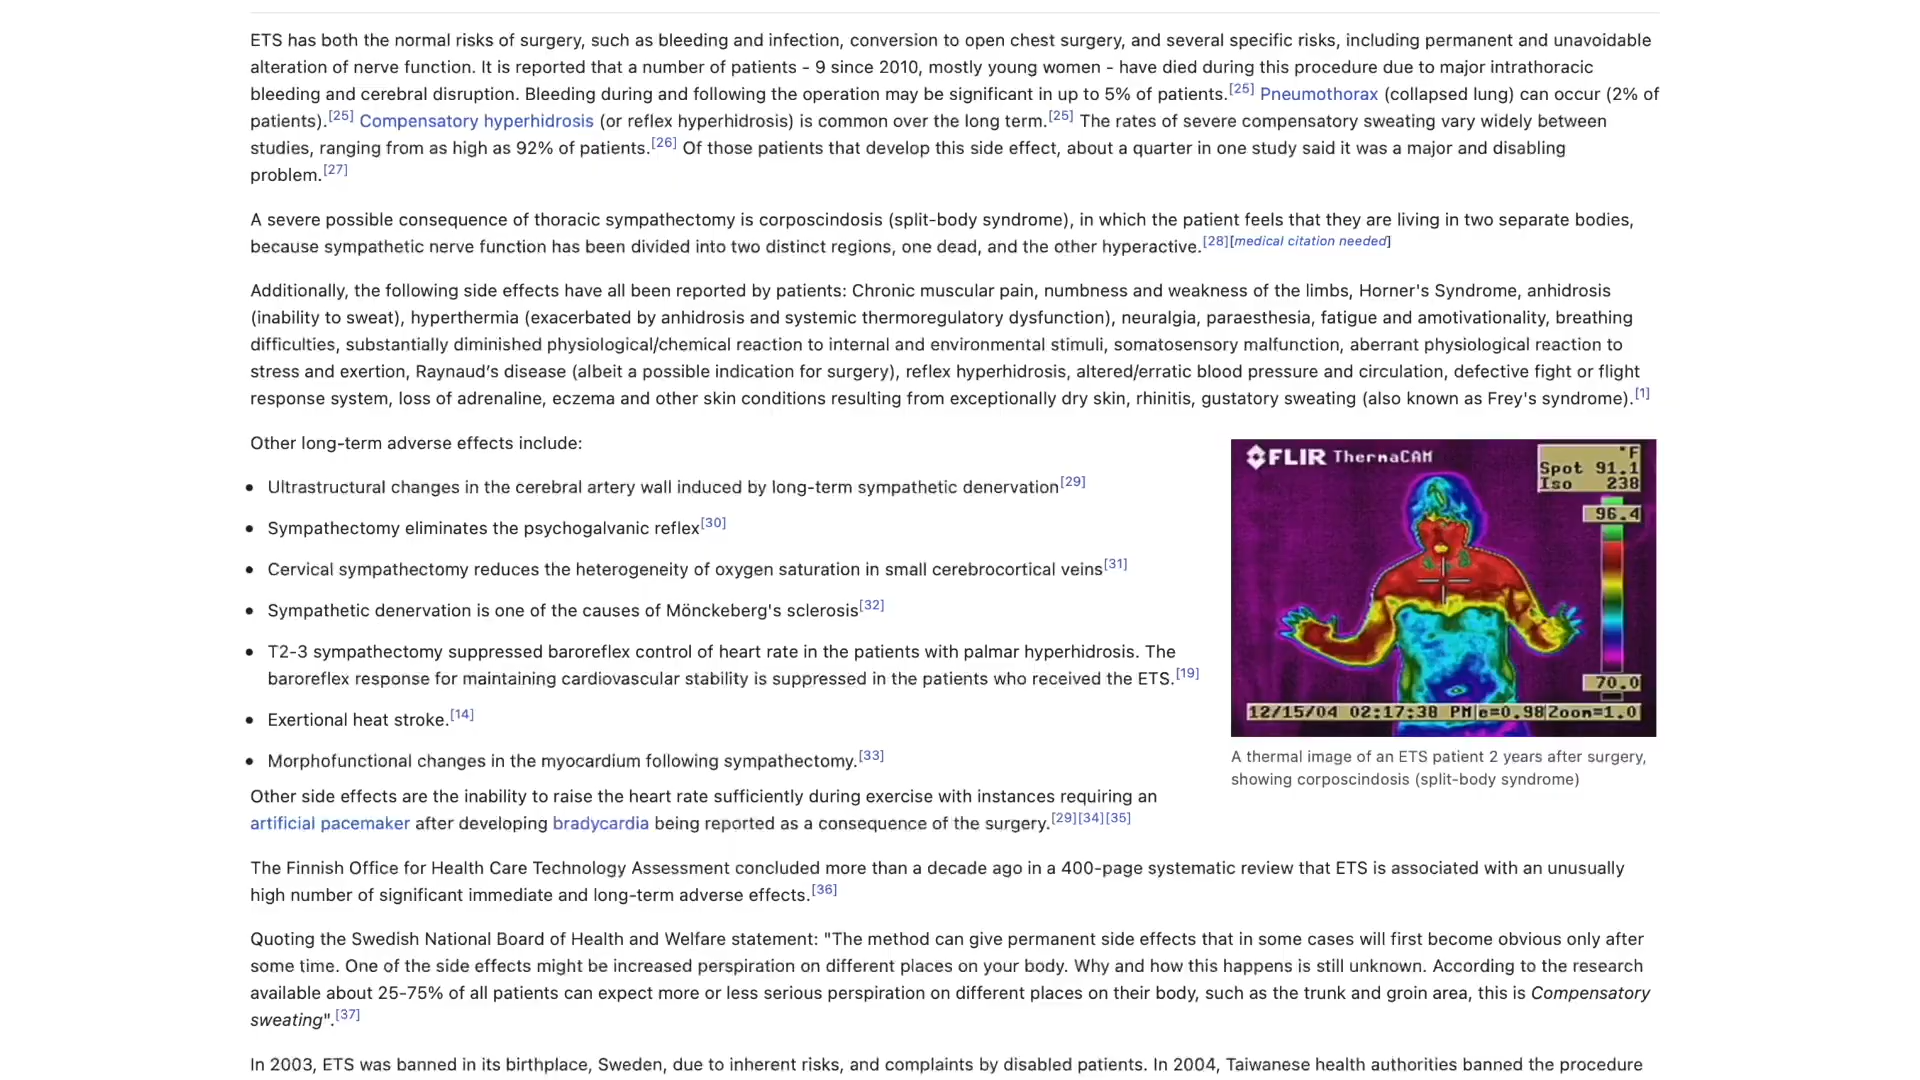 ETS has both the normal risks of surgery, such as bleeding and infection, conversion to open chest surgery, and several specific risks, including permanent and unavoidable
alteration of nerve function. It is reported that a number of patients - 9 since 2010, mostly young women - have died during this procedure due to major intrathoracic
bleeding and cerebral disruption. Bleeding during and following the operation may be significant in up to 5% of patients.[25] Pneumothorax (collapsed lung) can occur (2% of
patients).[25] Compensatory hyperhidrosis (or reflex hyperhidrosis) is common over the long term.[25] The rates of severe compensatory sweating vary widely between
studies, ranging from as high as 92% of patients.[26] Of those patients that develop this side effect, about a quarter in one study said it was a major and disabling
problem.[27]
A severe possible consequence of thoracic sympathectomy is corposcindosis (split-body syndrome), in which the patient feels that they are living in two separate bodies,
because sympathetic nerve function has been divided into two distinct regions, one dead, and the other hyperactive.[28][medical citation needed]
Additionally, the following side effects have all been reported by patients: Chronic muscular pain, numbness and weakness of the limbs, Horner's Syndrome, anhidrosis
(inability to sweat), hyperthermia (exacerbated by anhidrosis and systemic thermoregulatory dysfunction), neuralgia, paraesthesia, fatigue and amotivationality, breathing
difficulties, substantially diminished physiological/chemical reaction to internal and environmental stimuli, somatosensory malfunction, aberrant physiological reaction to
stress and exertion, Raynaud's disease (albeit a possible indication for surgery), reflex hyperhidrosis, altered/erratic blood pressure and circulation, defective fight or flight
response system, loss of adrenaline, eczema and other skin conditions resulting from exceptionally dry skin, rhinitis, gustatory sweating (also known as Frey's syndrome).[1]
Other long-term adverse effects include:
• Ultrastructural changes in the cerebral artery wall induced by long-term sympathetic denervation[29]
• Sympathectomy eliminates the psychogalvanic reflex[30]
• Cervical sympathectomy reduces the heterogeneity of oxygen saturation in small cerebrocortical veins[31]
• Sympathetic denervation is one of the causes of Mönckeberg's sclerosis[32]
• T2-3 sympathectomy suppressed baroreflex control of heart rate in the patients with palmar hyperhidrosis. The
baroreflex response for maintaining cardiovascular stability is suppressed in the patients who received the ETS.[19]
• Exertional heat stroke.[14]
• Morphofunctional changes in the myocardium following sympathectomy.[33]
FLIR ThermaCAM
°F
Spot 91.1
Iso 238
96.4
70.0
12/15/04 02:17:38 PM e=0.98 Zoom=1.0
A thermal image of an ETS patient 2 years after surgery,
showing corposcindosis (split-body syndrome)
Other side effects are the inability to raise the heart rate sufficiently during exercise with instances requiring an
artificial pacemaker after developing bradycardia being reported as a consequence of the surgery.[29][34][35]
The Finnish Office for Health Care Technology Assessment concluded more than a decade ago in a 400-page systematic review that ETS is associated with an unusually
high number of significant immediate and long-term adverse effects.[36]
Quoting the Swedish National Board of Health and Welfare statement: "The method can give permanent side effects that in some cases will first become obvious only after
some time. One of the side effects might be increased perspiration on different places on your body. Why and how this happens is still unknown. According to the research
available about 25-75% of all patients can expect more or less serious perspiration on different places on their body, such as the trunk and groin area, this is Compensatory
sweating".[37]
In 2003, ETS was banned in its birthplace, Sweden, due to inherent risks, and complaints by disabled patients. In 2004, Taiwanese health authorities banned the procedure